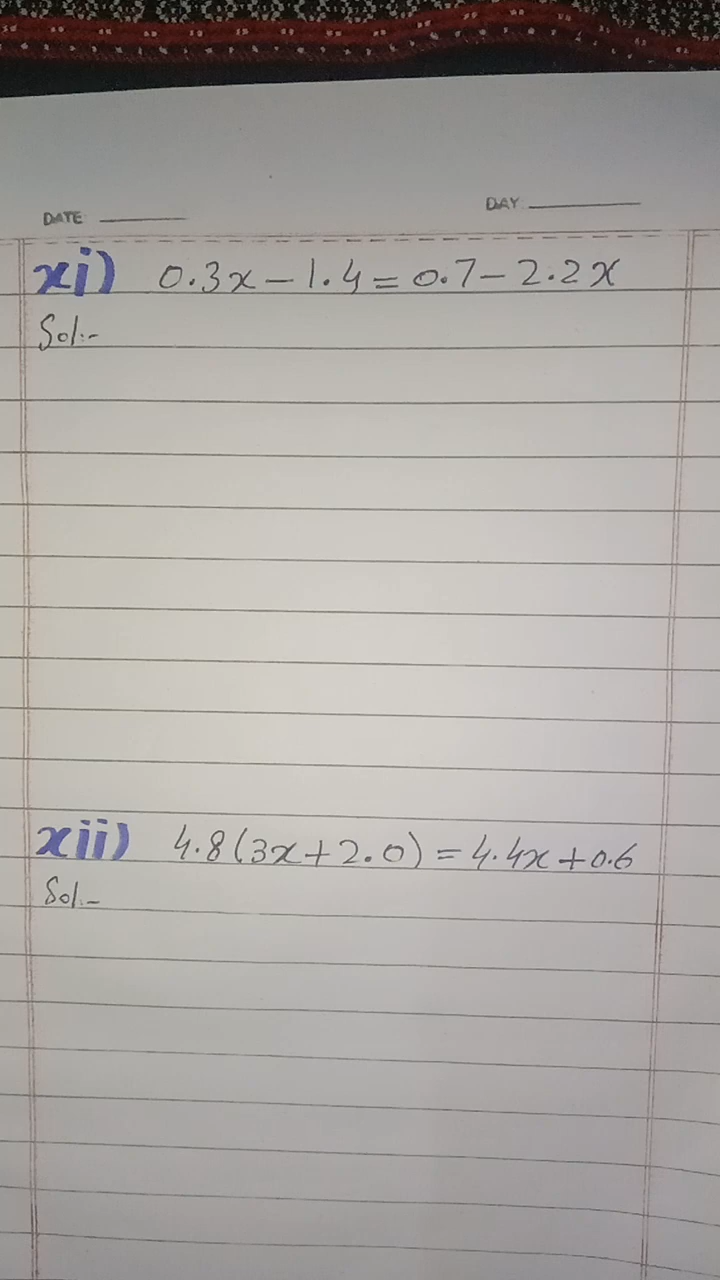 DATE DAY
xi) 0.3x - 1.4 = 0.7 - 2.2x
Sol:-
xii) 4.8(3x + 2.0) = 4.4x + 0.6
Sol:-